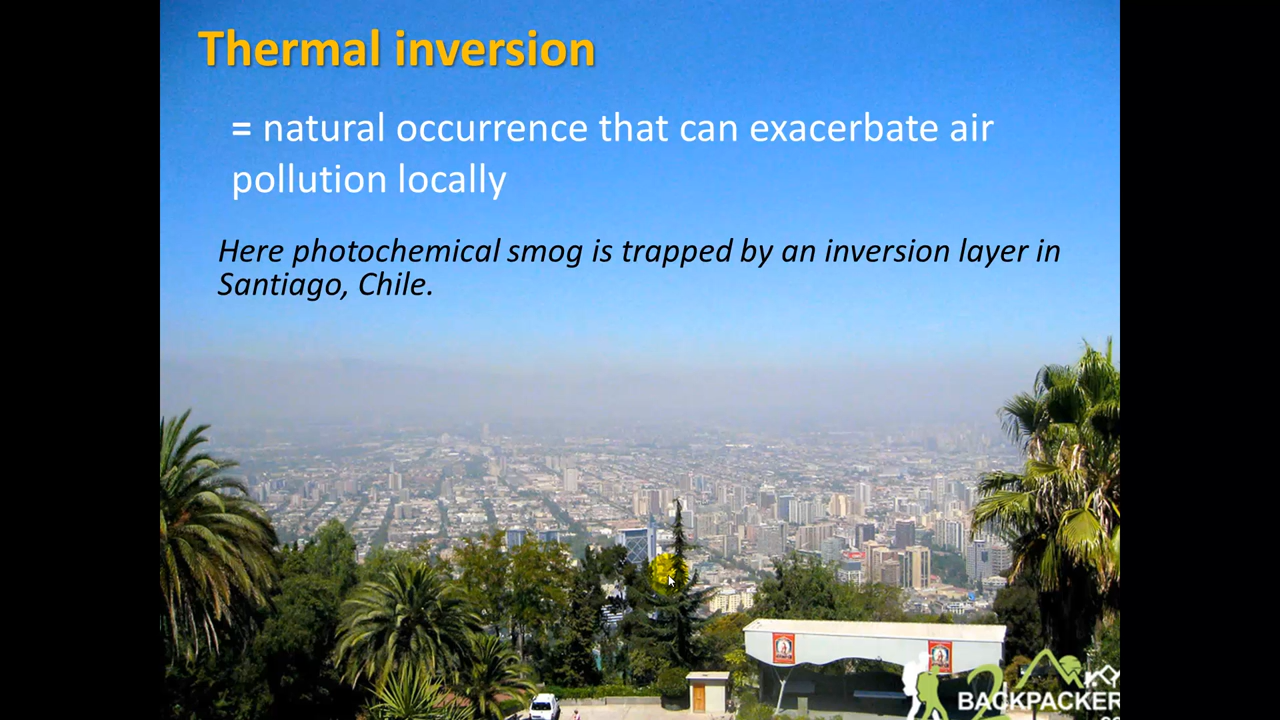 Thermal inversion
= natural occurrence that can exacerbate air
pollution locally
Here photochemical smog is trapped by an inversion layer in
Santiago, Chile.
2
BACKPACKER